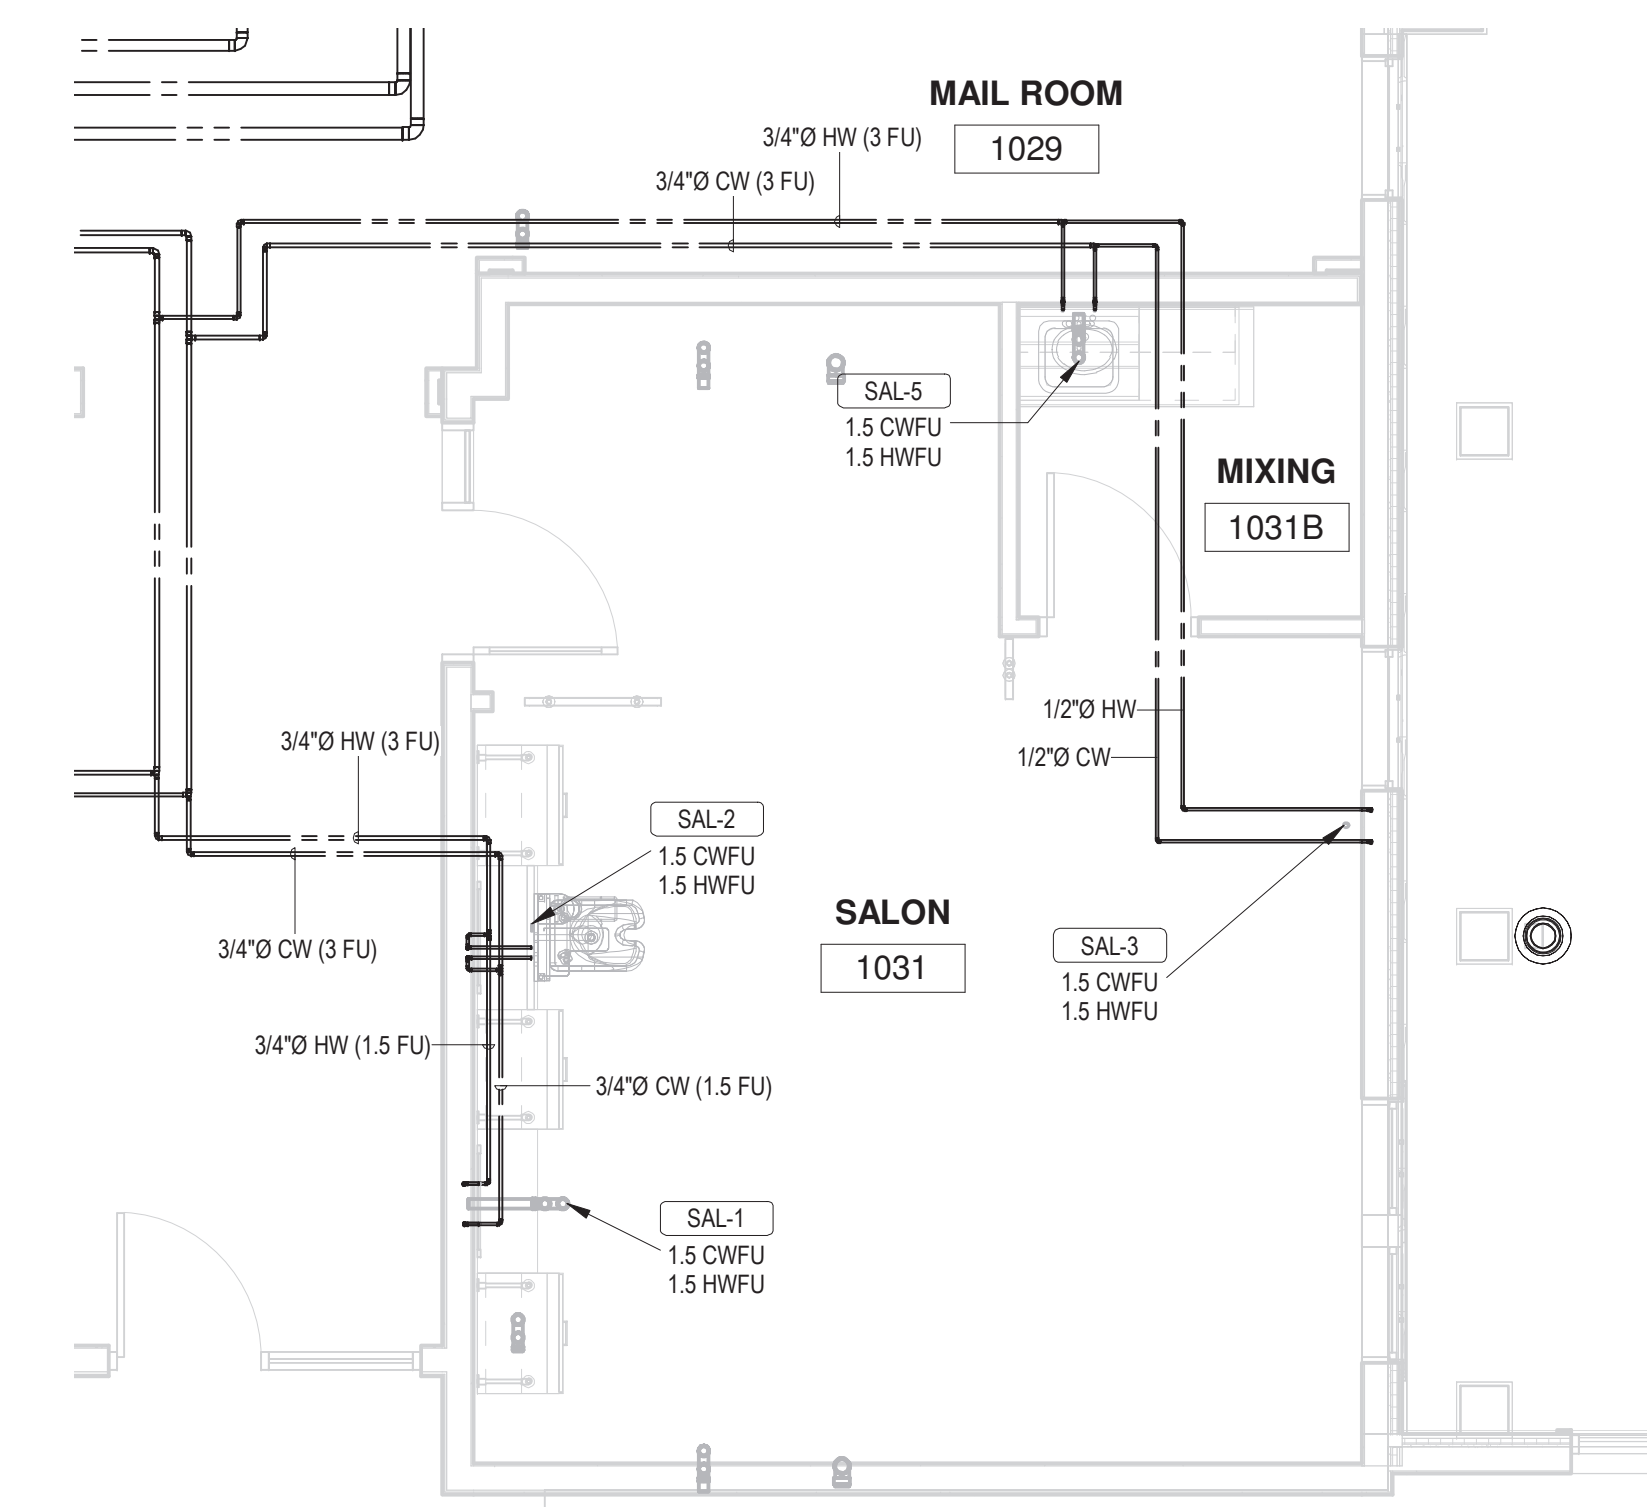 MAIL ROOM
1029
3/4"Ø HW (3 FU)
3/4"Ø CW (3 FU)
SAL-5
1.5 CWFU
1.5 HWFU
MIXING
1031B
1/2"Ø HW
1/2"Ø CW
3/4"Ø HW (3 FU)
SAL-2
1.5 CWFU
1.5 HWFU
SALON
1031
3/4"Ø CW (3 FU)
SAL-3
1.5 CWFU
1.5 HWFU
3/4"Ø HW (1.5 FU)
3/4"Ø CW (1.5 FU)
SAL-1
1.5 CWFU
1.5 HWFU